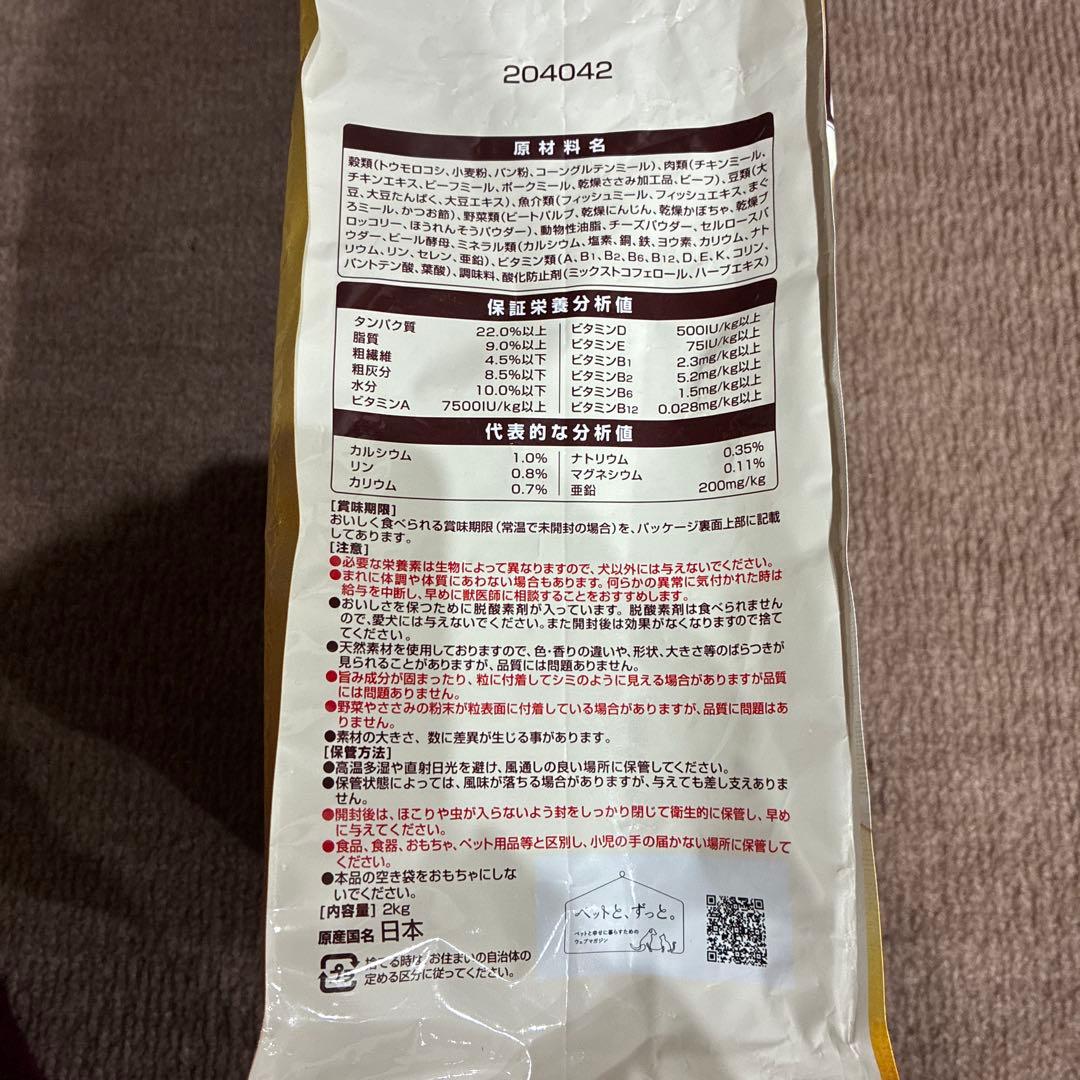 204042
原材料名
穀類(トウモロコシ、小麦粉、パン粉、コーングルテンミール)、肉類(チキンミール、
チキンエキス、ビーフミール、ポークミール、乾燥ささみ加工品、ビーフ)、豆類(大
豆、大豆たんぱく、大豆エキス)、魚介類(フィッシュミール、フィッシュエキス、まぐ
ろミール、かつお節)、野菜類(ビートパルプ、乾燥にんじん、乾燥かぼちゃ、乾燥ブ
ロッコリー、ほうれんそうパウダー)、動物性油脂、チーズパウダー、セルロースパ
ウダー、ビール酵母、ミネラル類(カルシウム、塩素、銅、鉄、ヨウ素、カリウム、ナト
リウム、リン、セレン、亜鉛)、ビタミン類(A、B1、B2、B6、B12、D、E、K、コリン、
パントテン酸、葉酸)、調味料、酸化防止剤(ミックストコフェロール、ハーブエキス)
保証栄養分析値
タンパク質 22.0%以上
脂質 9.0%以上
粗繊維 4.5%以下
粗灰分 8.5%以下
水分 10.0%以下
ビタミンA 7500IU/kg以上
ビタミンD 500IU/kg以上
ビタミンE 75IU/kg以上
ビタミンB1 2.3mg/kg以上
ビタミンB2 5.2mg/kg以上
ビタミンB6 1.5mg/kg以上
ビタミンB12 0.028mg/kg以上
代表的な分析値
カルシウム 1.0%
リン 0.8%
カリウム 0.7%
ナトリウム 0.35%
マグネシウム 0.11%
亜鉛 200mg/kg
[賞味期限]
おいしく食べられる賞味期限(常温で未開封の場合)を、パッケージ裏面上部に記載
してあります。
[注意]
●必要な栄養素は生物によって異なりますので、犬以外には与えないでください。
●まれに体調や体質にあわない場合もあります。何らかの異常に気付かれた時は
給与を中断し、早めに獣医師に相談することをおすすめします。
●おいしさを保つために脱酸素剤が入っています。脱酸素剤は食べられません
ので、愛犬には与えないでください。また開封後は効果がなくなりますので捨て
てください。
●天然素材を使用しておりますので、色・香りの違いや、形状、大きさ等のばらつきが
見られることがありますが、品質には問題ありません。
●旨み成分が固まったり、粒に付着してシミのように見える場合がありますが品質
には問題ありません。
●野菜やささみの粉末が粒表面に付着している場合がありますが、品質に問題はあ
りません。
●素材の大きさ、数に差異が生じる事があります。
[保管方法]
●高温多湿や直射日光を避け、風通しの良い場所に保管してください。
●保管状態によっては、風味が落ちる場合がありますが、与えても差し支えありま
せん。
●開封後は、ほこりや虫が入らないよう封をしっかり閉じて衛生的に保管し、早め
に与えてください。
●食品、食器、おもちゃ、ペット用品等と区別し、小児の手の届かない場所に保管して
ください。
●本品の空き袋をおもちゃにしな
いでください。
[内容量] 2kg
原産国名 日本
プラ
捨てる時は、お住まいの自治体の
定める区分に従ってください。
ペットと、ずっと。
ペットと幸せに暮らすための
ウェブマガジン